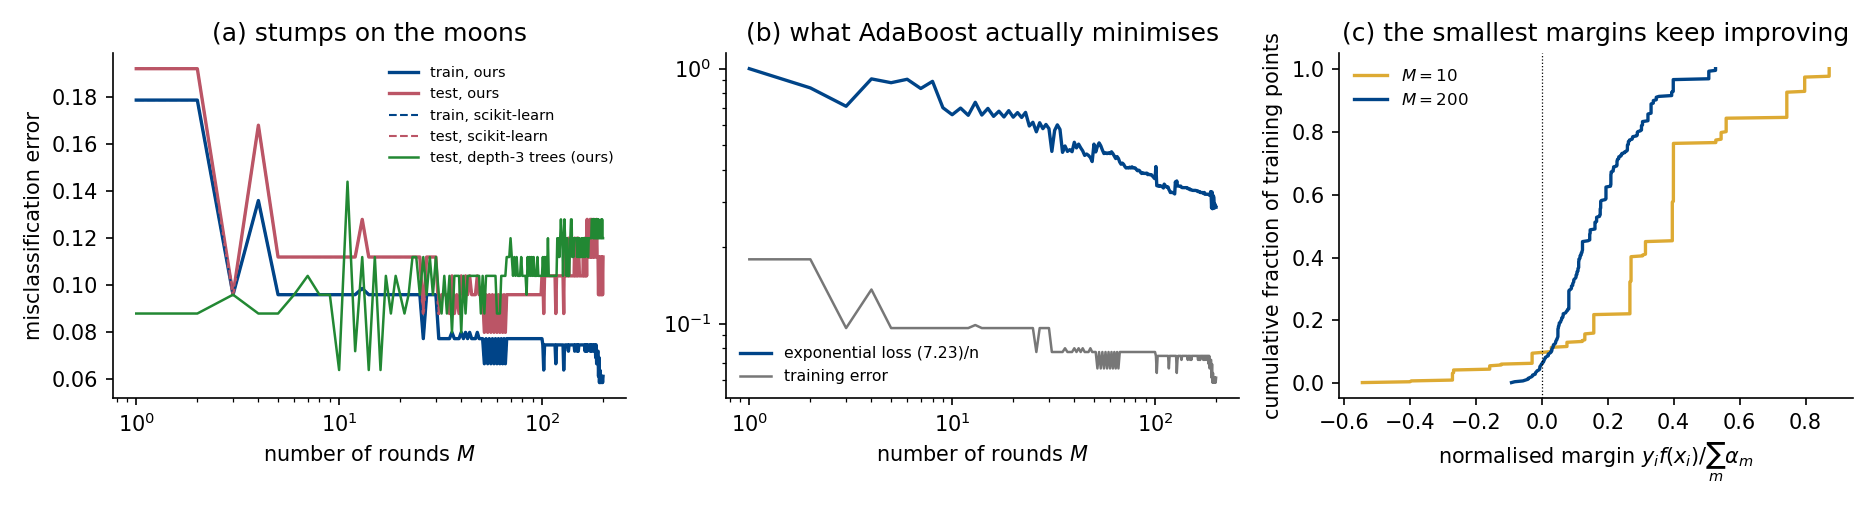 (a) stumps on the moons
misclassification error
0.18
0.16
0.14
0.12
0.10
0.08
0.06
train, ours
test, ours
train, scikit-learn
test, scikit-learn
test, depth-3 trees (ours)
10⁰
10¹
10²
number of rounds M
(b) what AdaBoost actually minimises
10⁰
10⁻¹
exponential loss (7.23)/n
training error
10⁰
10¹
10²
number of rounds M
(c) the smallest margins keep improving
cumulative fraction of training points
1.0
0.8
0.6
0.4
0.2
0.0
M = 10
M = 200
−0.6
−0.4
−0.2
0.0
0.2
0.4
0.6
0.8
normalised margin yᵢf(xᵢ)/∑ₘαₘ